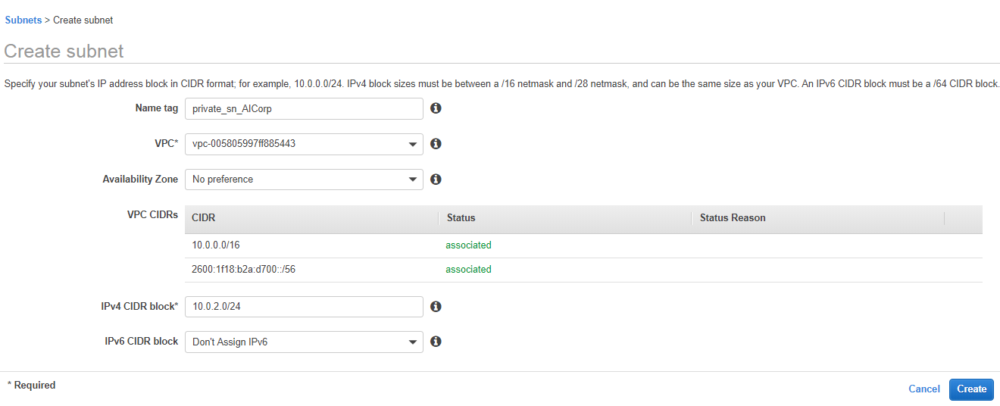 Subnets > Create subnet
Create subnet
Specify your subnet's IP address block in CIDR format; for example, 10.0.0.0/24. IPv4 block sizes must be between a /16 netmask and /28 netmask, and can be the same size as your VPC. An IPv6 CIDR block must be a /64 CIDR block.
Name tag private_sn_AICorp
VPC* vpc-005805997ff885443
Availability Zone No preference
VPC CIDRs CIDR Status Status Reason
10.0.0.0/16 associated
2600:1f18:b2a:d700::/56 associated
IPv4 CIDR block* 10.0.2.0/24
IPv6 CIDR block Don't Assign IPv6
* Required
Cancel Create